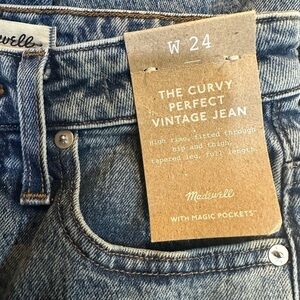 W 24
THE CURVY
PERFECT
VINTAGE JEAN
High rise, fitted through
hip and thigh,
tapered leg, full length.
Madewell
WITH MAGIC POCKETS™